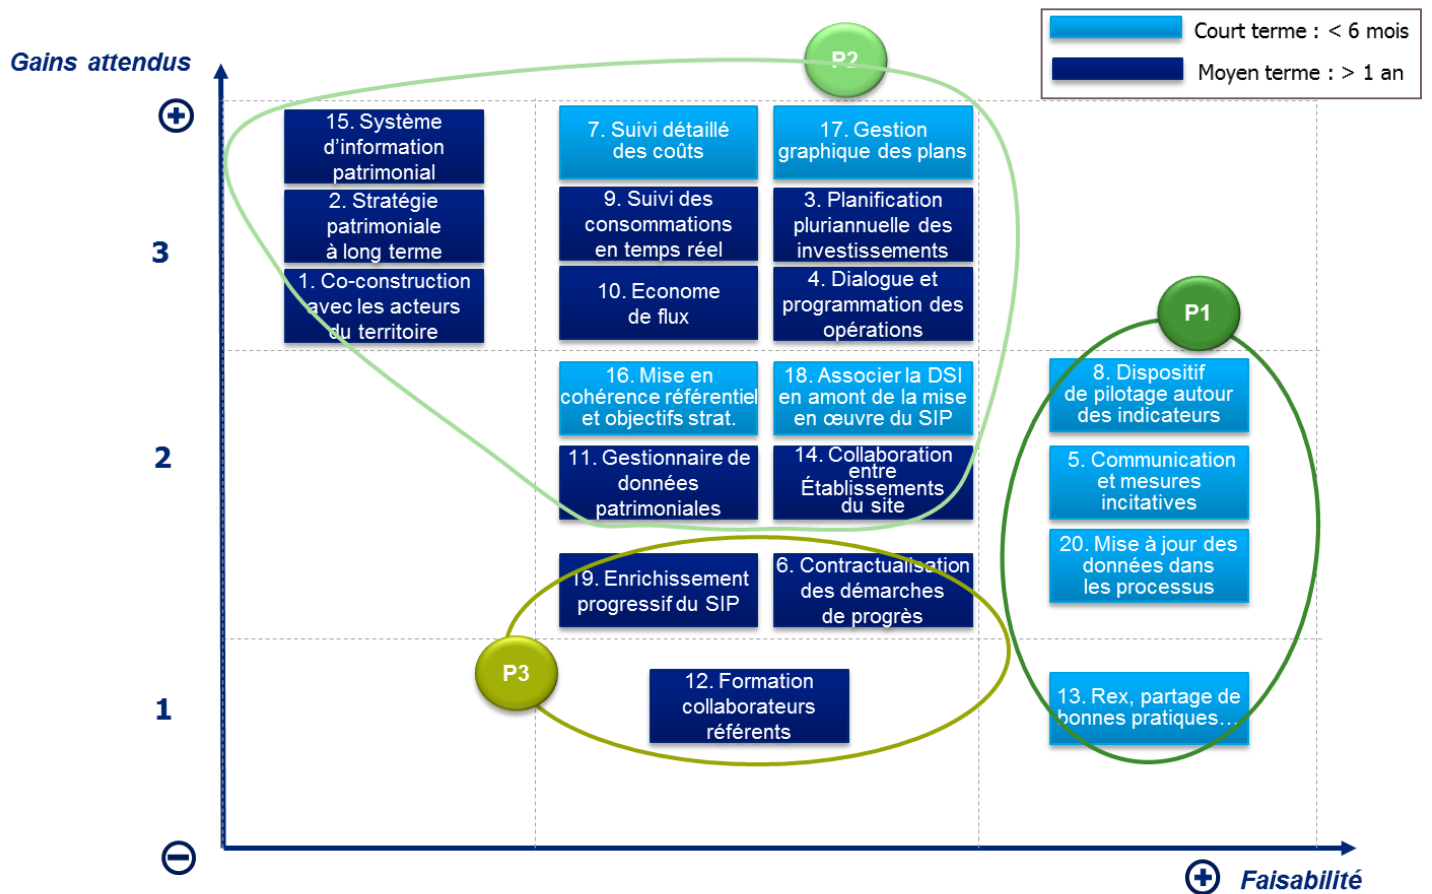 Court terme : < 6 mois
Moyen terme : > 1 an
Gains attendus
P2
15. Système
d'information
patrimonial
7. Suivi détaillé
des coûts
17. Gestion
graphique des plans
2. Stratégie
patrimoniale
à long terme
9. Suivi des
consommations
en temps réel
3. Planification
pluriannuelle des
investissements
3
1. Co-construction
avec les acteurs
du territoire
10. Econome
de flux
4. Dialogue et
programmation des
opérations
P1
16. Mise en
cohérence référentiel
et objectifs strat.
18. Associer la DSI
en amont de la mise
en œuvre du SIP
8. Dispositif
de pilotage autour
des indicateurs
2
11. Gestionnaire de
données
patrimoniales
14. Collaboration
entre
Établissements
du site
5. Communication
et mesures
incitatives
19. Enrichissement
progressif du SIP
6. Contractualisation
des démarches
de progrès
20. Mise à jour des
données dans
les processus
P3
1
12. Formation
collaborateurs
référents
13. Rex, partage de
bonnes pratiques…
Faisabilité